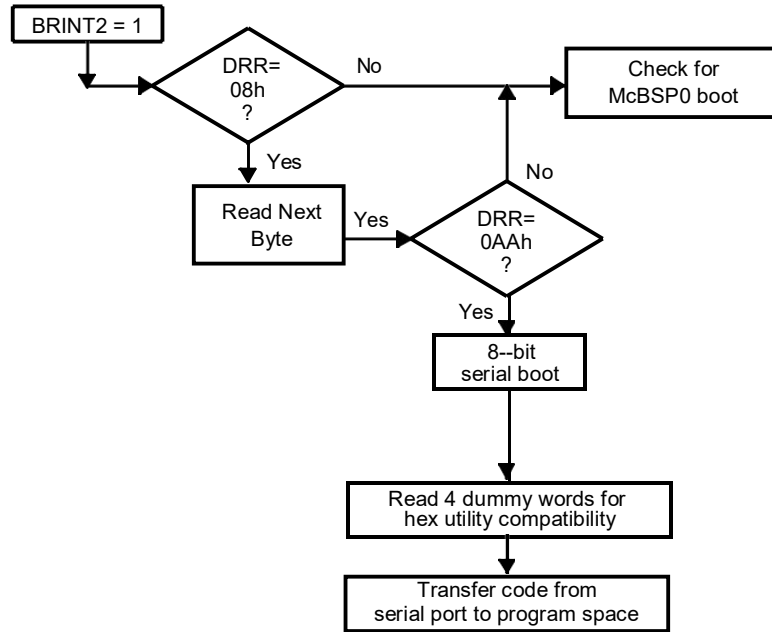 BRINT2 = 1
DRR=
08h
?
No
Check for
McBSP0 boot
Yes
No
Read Next
Byte
Yes
DRR=
0AAh
?
Yes
8--bit
serial boot
Read 4 dummy words for
hex utility compatibility
Transfer code from
serial port to program space